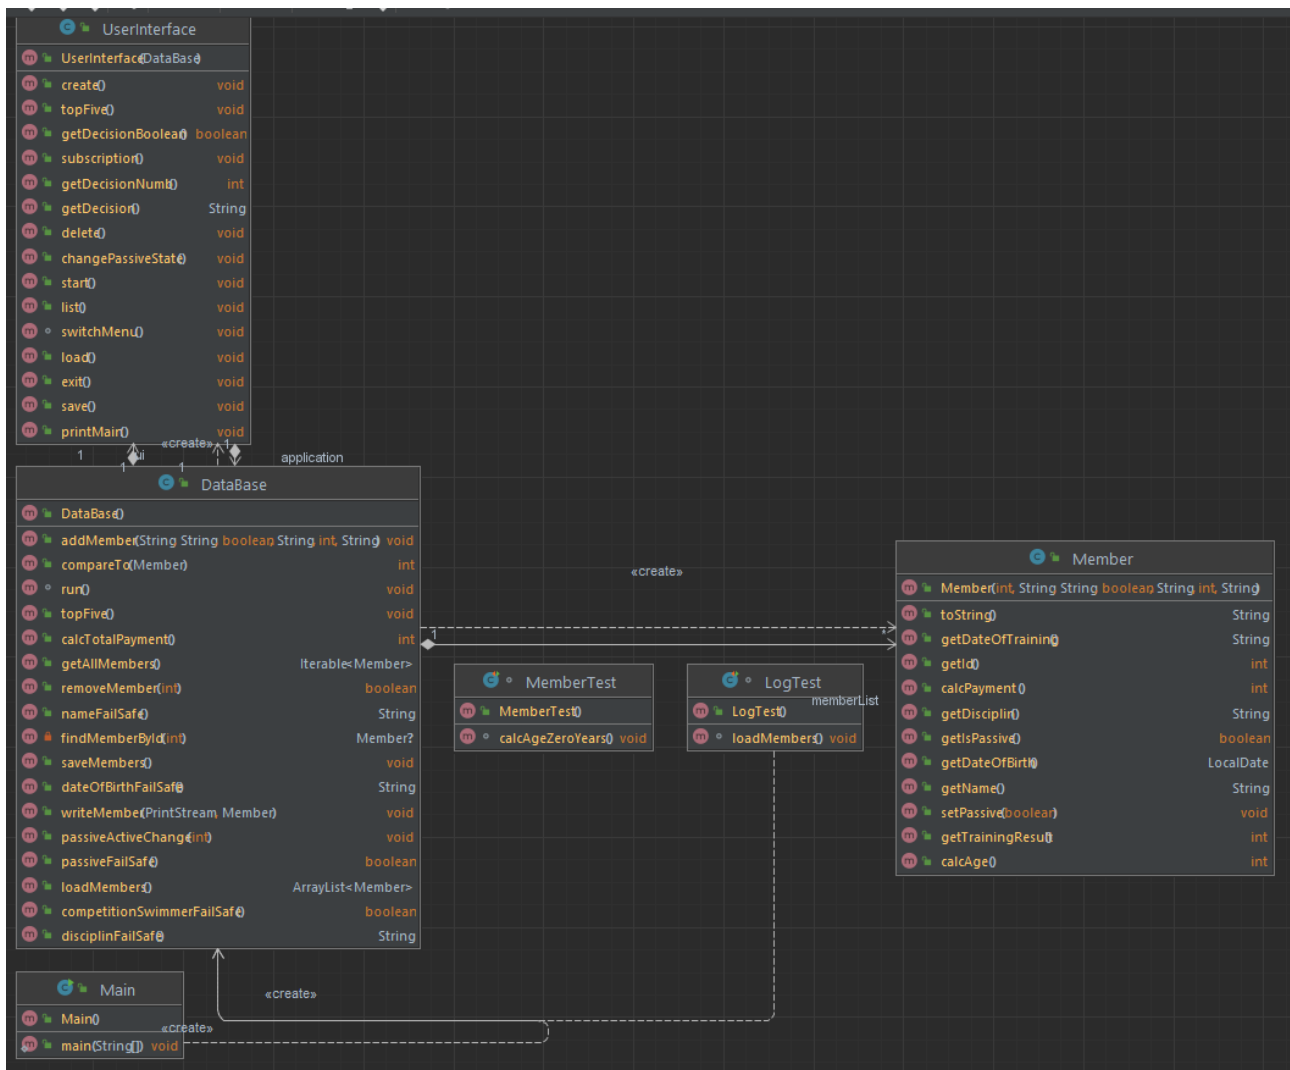 UserInterface
UserInterface(DataBase)
create() void
topFive() void
getDecisionBoolean() boolean
subscription() void
getDecisionNumb() int
getDecision() String
delete() void
changePassiveState() void
start() void
list() void
switchMenu() void
load() void
exit() void
save() void
printMain() void
«create» 1
1 ui application
1 1
DataBase
DataBase()
addMember(String, String, boolean, String, int, String) void
compareTo(Member) int
run() void
topFive() void
calcTotalPayment() int
getAllMembers() Iterable<Member>
removeMember(int) boolean
nameFailSafe() String
findMemberById(int) Member?
saveMembers() void
dateOfBirthFailSafe() String
writeMember(PrintStream, Member) void
passiveActiveChange(int) void
passiveFailSafe() boolean
loadMembers() ArrayList<Member>
competitionSwimmerFailSafe() boolean
disciplinFailSafe() String
«create»
1 *
Member
Member(int, String, String, boolean, String, int, String)
toString() String
getDateOfTraining() String
getId() int
calcPayment() int
getDisciplin() String
getIsPassive() boolean
getDateOfBirth() LocalDate
getName() String
setPassive(boolean) void
getTrainingResult() int
calcAge() int
MemberTest
MemberTest()
calcAgeZeroYears() void
LogTest
memberList
LogTest()
loadMembers() void
Main
«create»
Main()
«create»
main(String[]) void